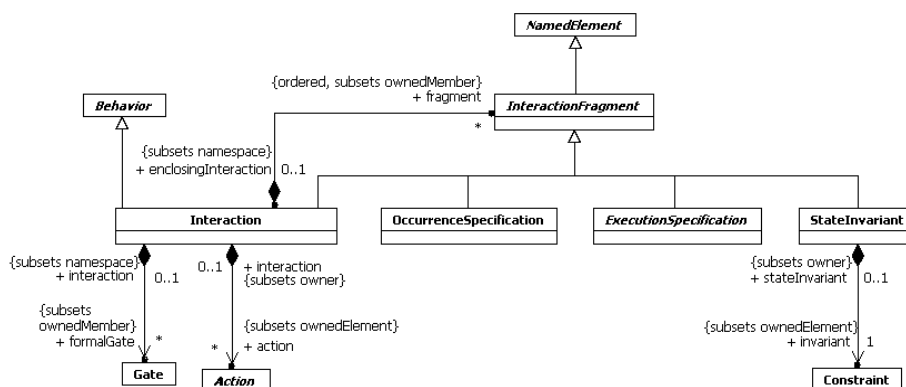 NamedElement
{ordered, subsets ownedMember}
+ fragment
Behavior
InteractionFragment
*
{subsets namespace}
+ enclosingInteraction 0..1
Interaction
OccurrenceSpecification
ExecutionSpecification
StateInvariant
{subsets namespace}
+ interaction
0..1
0..1
+ interaction
{subsets owner}
{subsets owner}
+ stateInvariant
0..1
{subsets
ownedMember}
+ formalGate
*
{subsets ownedElement}
* + action
{subsets ownedElement}
+ invariant 1
Gate
Action
Constraint